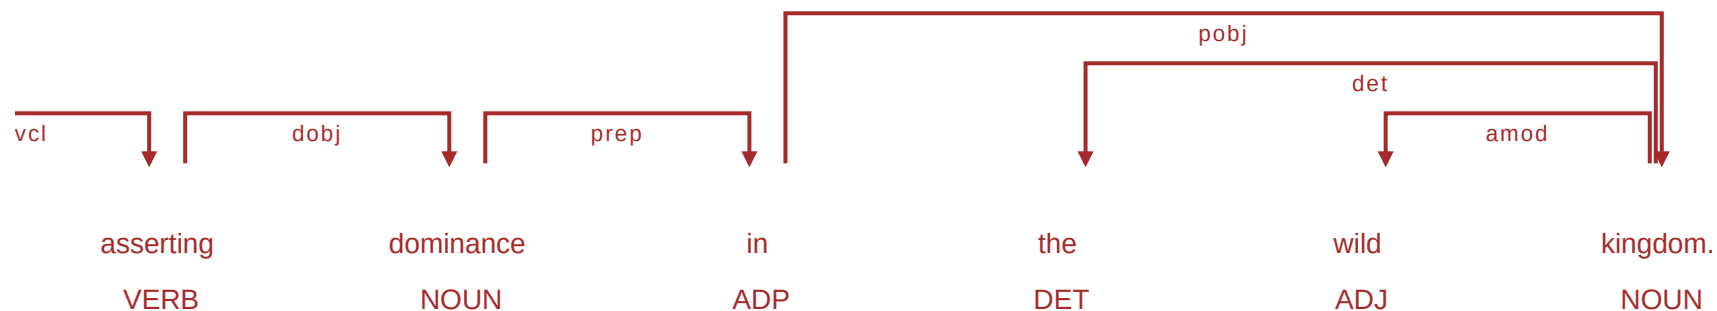 pobj
det
vcl dobj prep amod
asserting dominance in the wild kingdom.
VERB NOUN ADP DET ADJ NOUN